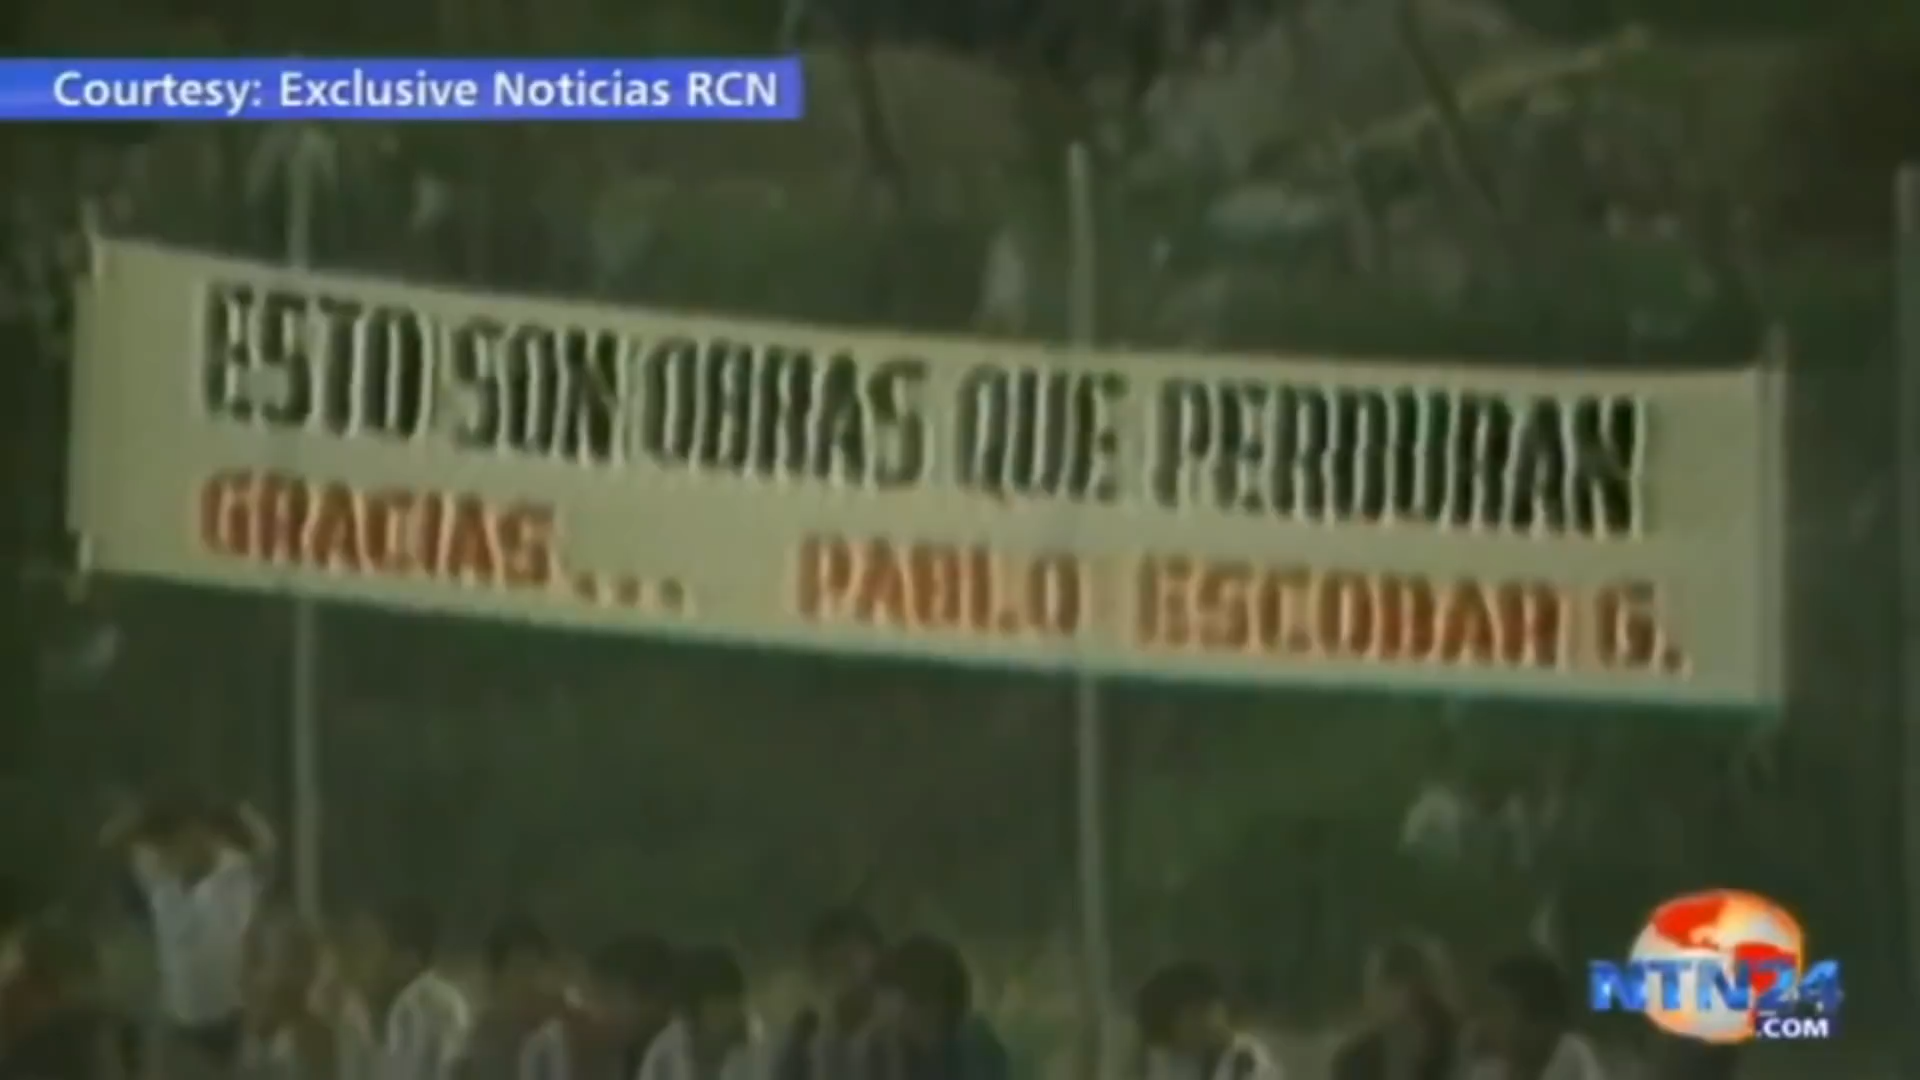 Courtesy: Exclusive Noticias RCN
ESTO SON OBRAS QUE PERDURAN
GRACIAS... PABLO ESCOBAR G.
NTN24
.COM